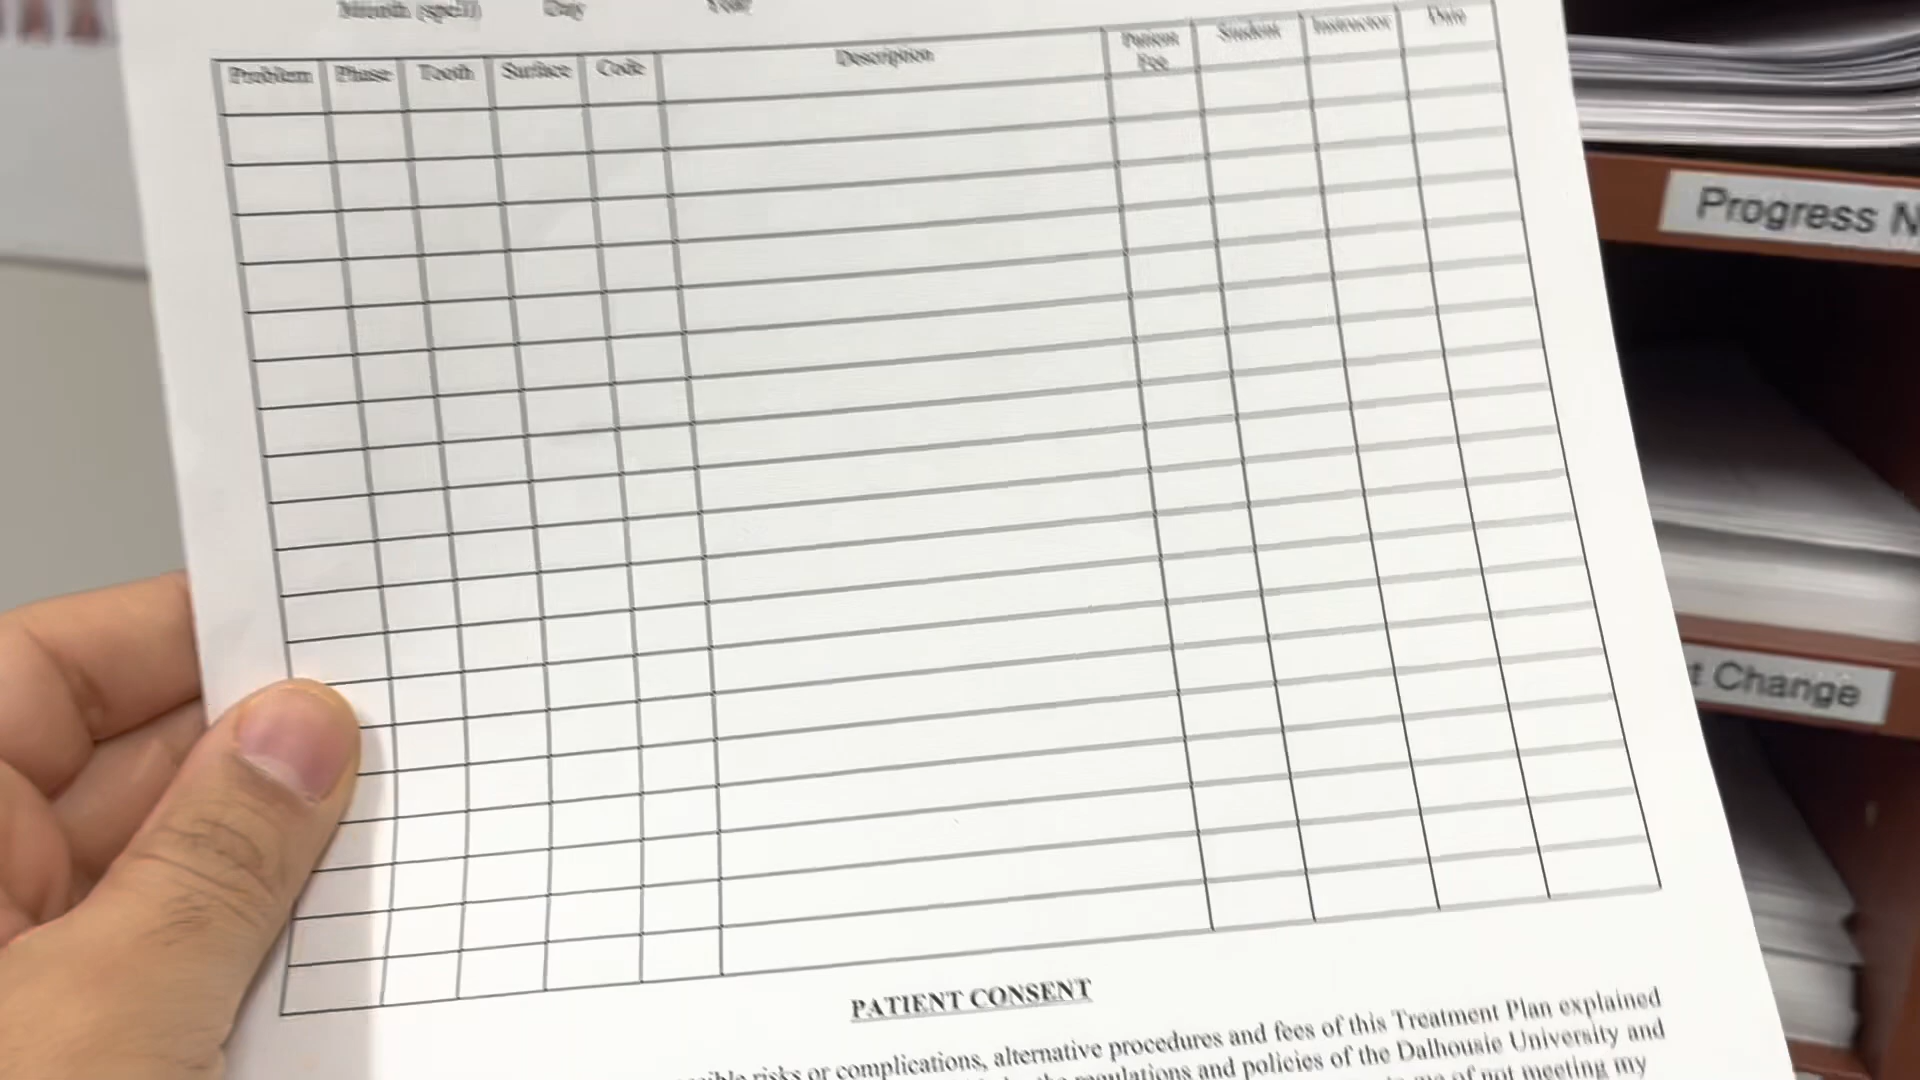 Month (spell) Day Year
Problem Phase Tooth Surface Code Description Patient Fee Student Instructor Date
Progress N
t Change
PATIENT CONSENT
risks or complications, alternative procedures and fees of this Treatment Plan explained
regulations and policies of the Dalhousie University and
me of not meeting my